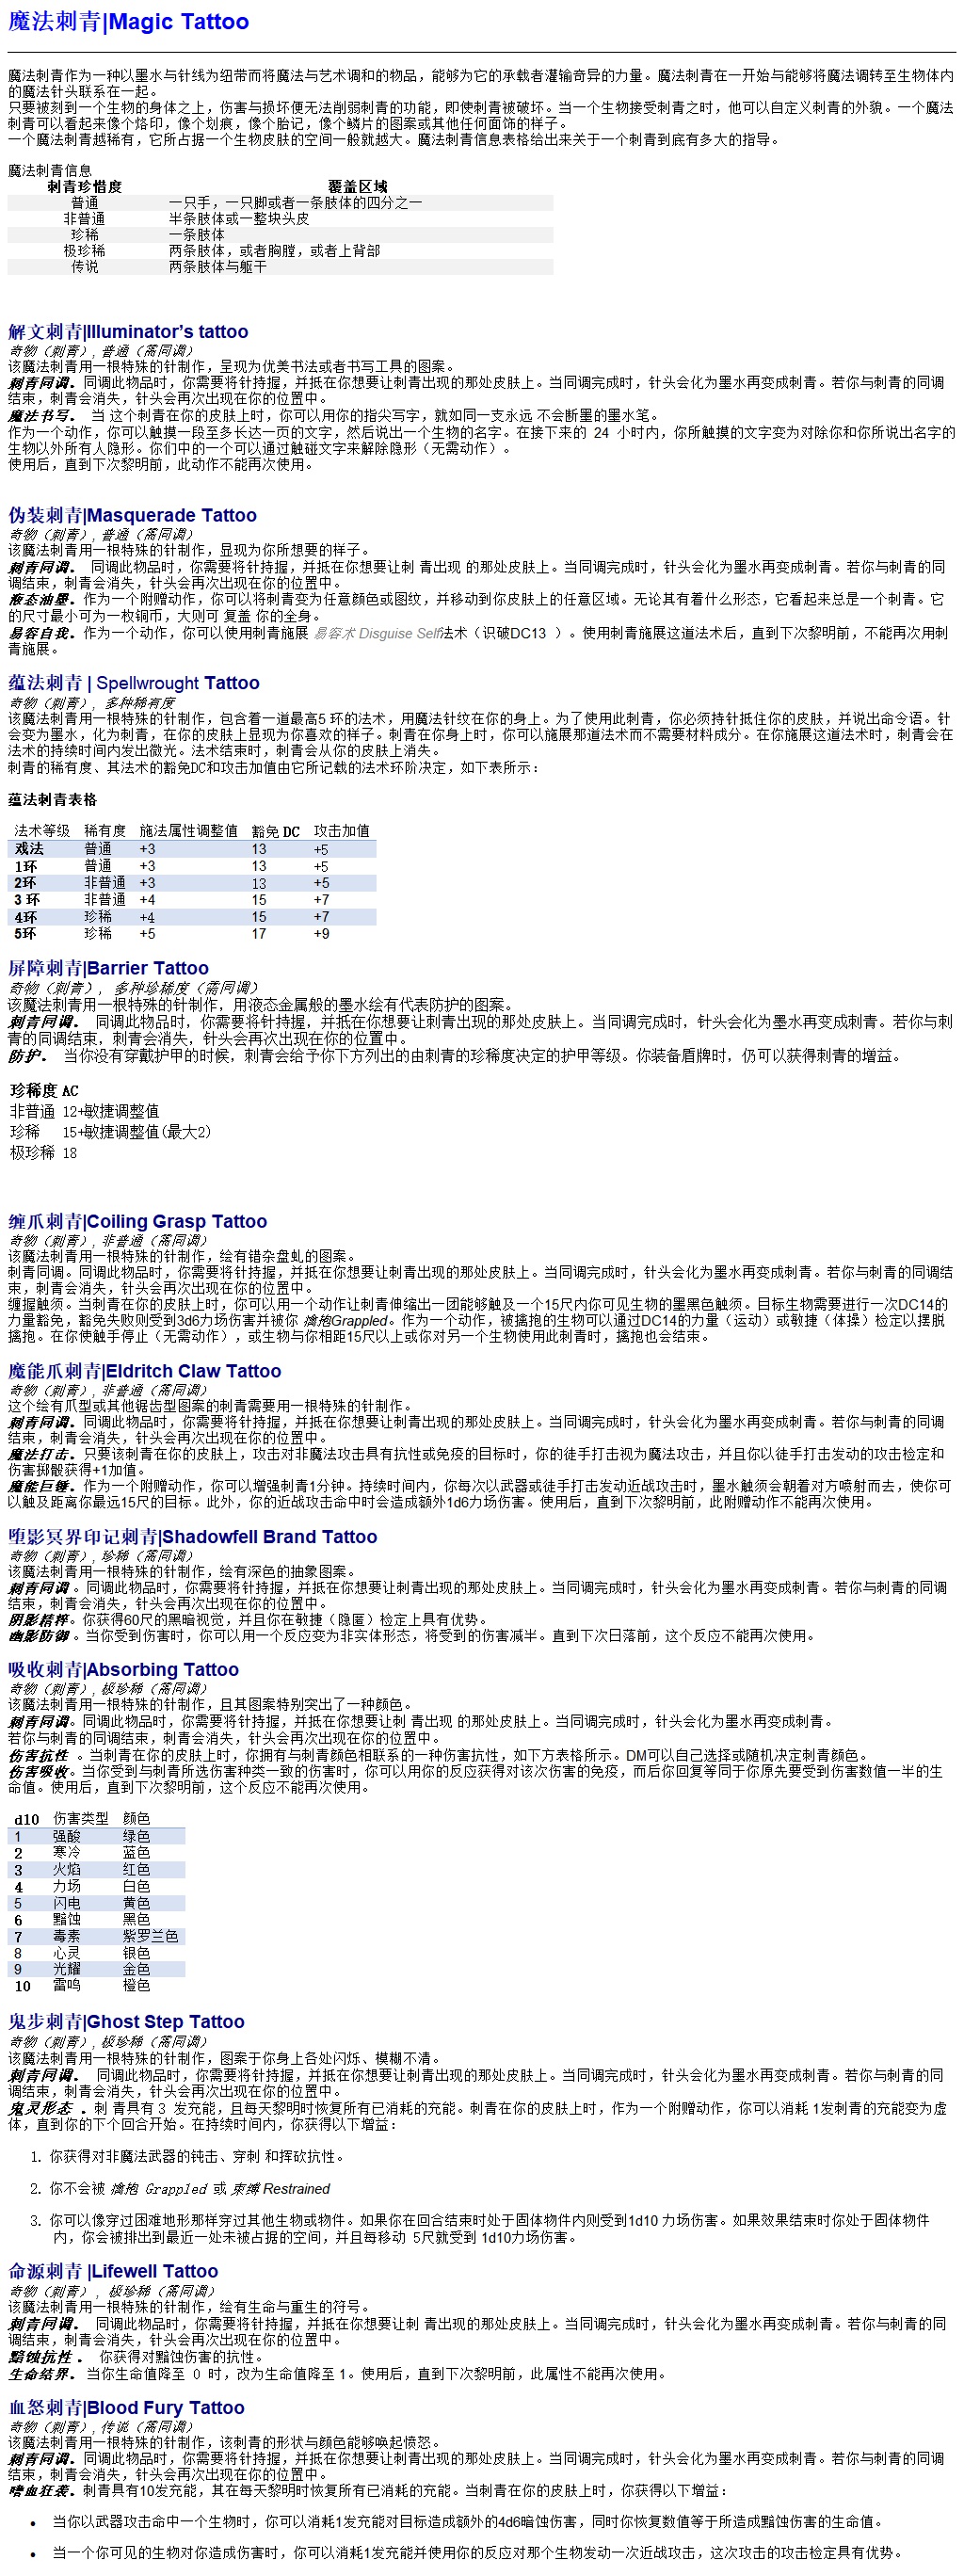 魔法刺青|Magic Tattoo
魔法刺青作为一种以墨水与针线为纽带而将魔法与艺术调和的物品，能够为它的承载者灌输奇异的力量。魔法刺青在一开始与能够将魔法调转至生物体内
的魔法针头联系在一起。
只要被刻到一个生物的身体之上，伤害与损坏便无法削弱刺青的功能，即使刺青被破坏。当一个生物接受刺青之时，他可以自定义刺青的外貌。一个魔法
刺青可以看起来像个烙印，像个划痕，像个胎记，像个鳞片的图案或其他任何面饰的样子。
一个魔法刺青越稀有，它所占据一个生物皮肤的空间一般就越大。魔法刺青信息表格给出来关于一个刺青到底有多大的指导。
魔法刺青信息
刺青珍惜度 覆盖区域
普通 一只手，一只脚或者一条肢体的四分之一
非普通 半条肢体或一整块头皮
珍稀 一条肢体
极珍稀 两条肢体，或者胸膛，或者上背部
传说 两条肢体与躯干
解文刺青|Illuminator's tattoo
奇物（刺青）, 普通（需同调）
该魔法刺青用一根特殊的针制作，呈现为优美书法或者书写工具的图案。
刺青同调。同调此物品时，你需要将针持握，并抵在你想要让刺青出现的那处皮肤上。当同调完成时，针头会化为墨水再变成刺青。若你与刺青的同调
结束，刺青会消失，针头会再次出现在你的位置中。
魔法书写。 当 这个刺青在你的皮肤上时，你可以用你的指尖写字，就如同一支永远 不会断墨的墨水笔。
作为一个动作，你可以触摸一段至多长达一页的文字，然后说出一个生物的名字。在接下来的 24 小时内，你所触摸的文字变为对除你和你所说出名字的
生物以外所有人隐形。你们中的一个可以通过触碰文字来解除隐形（无需动作）。
使用后，直到下次黎明前，此动作不能再次使用。
伪装刺青|Masquerade Tattoo
奇物（刺青）, 普通（需同调）
该魔法刺青用一根特殊的针制作，显现为你所想要的样子。
刺青同调。 同调此物品时，你需要将针持握，并抵在你想要让刺 青出现 的那处皮肤上。当同调完成时，针头会化为墨水再变成刺青。若你与刺青的同
调结束，刺青会消失，针头会再次出现在你的位置中。
液态油墨。作为一个附赠动作，你可以将刺青变为任意颜色或图纹，并移动到你皮肤上的任意区域。无论其有着什么形态，它看起来总是一个刺青。它
的尺寸最小可为一枚铜币，大则可 复盖 你的全身。
易容自我。作为一个动作，你可以使用刺青施展 易容术 Disguise Self法术（识破DC13 ）。使用刺青施展这道法术后，直到下次黎明前，不能再次用刺
青施展。
蕴法刺青 | Spellwrought Tattoo
奇物（刺青）, 多种稀有度
该魔法刺青用一根特殊的针制作，包含着一道最高5 环的法术，用魔法针纹在你的身上。为了使用此刺青，你必须持针抵住你的皮肤，并说出命令语。针
会变为墨水，化为刺青，在你的皮肤上显现为你喜欢的样子。刺青在你身上时，你可以施展那道法术而不需要材料成分。在你施展这道法术时，刺青会在
法术的持续时间内发出微光。法术结束时，刺青会从你的皮肤上消失。
刺青的稀有度、其法术的豁免DC和攻击加值由它所记载的法术环阶决定，如下表所示：
蕴法刺青表格
法术等级 稀有度 施法属性调整值 豁免 DC 攻击加值
戏法 普通 +3 13 +5
1环 普通 +3 13 +5
2环 非普通 +3 13 +5
3 环 非普通 +4 15 +7
4环 珍稀 +4 15 +7
5环 珍稀 +5 17 +9
屏障刺青|Barrier Tattoo
奇物（刺青）, 多种珍稀度（需同调）
该魔法刺青用一根特殊的针制作，用液态金属般的墨水绘有代表防护的图案。
刺青同调。 同调此物品时，你需要将针持握，并抵在你想要让刺青出现的那处皮肤上。当同调完成时，针头会化为墨水再变成刺青。若你与刺
青的同调结束，刺青会消失，针头会再次出现在你的位置中。
防护。 当你没有穿戴护甲的时候，刺青会给予你下方列出的由刺青的珍稀度决定的护甲等级。你装备盾牌时，仍可以获得刺青的增益。
珍稀度 AC
非普通 12+敏捷调整值
珍稀 15+敏捷调整值(最大2)
极珍稀 18
缠爪刺青|Coiling Grasp Tattoo
奇物（刺青）, 非普通（需同调）
该魔法刺青用一根特殊的针制作，绘有错杂盘虬的图案。
刺青同调。同调此物品时，你需要将针持握，并抵在你想要让刺青出现的那处皮肤上。当同调完成时，针头会化为墨水再变成刺青。若你与刺青的同调结
束，刺青会消失，针头会再次出现在你的位置中。
缠握触须。当刺青在你的皮肤上时，你可以用一个动作让刺青伸缩出一团能够触及一个15尺内你可见生物的墨黑色触须。目标生物需要进行一次DC14的
力量豁免，豁免失败则受到3d6力场伤害并被你 擒抱Grappled。作为一个动作，被擒抱的生物可以通过DC14的力量（运动）或敏捷（体操）检定以摆脱
擒抱。在你使触手停止（无需动作），或生物与你相距15尺以上或你对另一个生物使用此刺青时，擒抱也会结束。
魔能爪刺青|Eldritch Claw Tattoo
奇物（刺青）, 非普通（需同调）
这个绘有爪型或其他锯齿型图案的刺青需要用一根特殊的针制作。
刺青同调。同调此物品时，你需要将针持握，并抵在你想要让刺青出现的那处皮肤上。当同调完成时，针头会化为墨水再变成刺青。若你与刺青的同调
结束，刺青会消失，针头会再次出现在你的位置中。
魔法打击。只要该刺青在你的皮肤上，攻击对非魔法攻击具有抗性或免疫的目标时，你的徒手打击视为魔法攻击，并且你以徒手打击发动的攻击检定和
伤害掷骰获得+1加值。
魔能巨锤。作为一个附赠动作，你可以增强刺青1分钟。持续时间内，你每次以武器或徒手打击发动近战攻击时，墨水触须会朝着对方喷射而去，使你可
以触及距离你最远15尺的目标。此外，你的近战攻击命中时会造成额外1d6力场伤害。使用后，直到下次黎明前，此附赠动作不能再次使用。
堕影冥界印记刺青|Shadowfell Brand Tattoo
奇物（刺青）, 珍稀（需同调）
该魔法刺青用一根特殊的针制作，绘有深色的抽象图案。
刺青同调 。同调此物品时，你需要将针持握，并抵在你想要让刺青出现的那处皮肤上。当同调完成时，针头会化为墨水再变成刺青。若你与刺青的同调
结束，刺青会消失，针头会再次出现在你的位置中。
阴影精粹。你获得60尺的黑暗视觉，并且你在敏捷（隐匿）检定上具有优势。
幽影防御 。当你受到伤害时，你可以用一个反应变为非实体形态，将受到的伤害减半。直到下次日落前，这个反应不能再次使用。
吸收刺青|Absorbing Tattoo
奇物（刺青）, 极珍稀（需同调）
该魔法刺青用一根特殊的针制作，且其图案特别突出了一种颜色。
刺青同调。同调此物品时，你需要将针持握，并抵在你想要让刺 青出现 的那处皮肤上。当同调完成时，针头会化为墨水再变成刺青。
若你与刺青的同调结束，刺青会消失，针头会再次出现在你的位置中。
伤害抗性 。当刺青在你的皮肤上时，你拥有与刺青颜色相联系的一种伤害抗性，如下方表格所示。DM可以自己选择或随机决定刺青颜色。
伤害吸收。当你受到与刺青所选伤害种类一致的伤害时，你可以用你的反应获得对该次伤害的免疫，而后你回复等同于你原先要受到伤害数值一半的生
命值。使用后，直到下次黎明前，这个反应不能再次使用。
d10 伤害类型 颜色
1 强酸 绿色
2 寒冷 蓝色
3 火焰 红色
4 力场 白色
5 闪电 黄色
6 黯蚀 黑色
7 毒素 紫罗兰色
8 心灵 银色
9 光耀 金色
10 雷鸣 橙色
鬼步刺青|Ghost Step Tattoo
奇物（刺青）, 极珍稀（需同调）
该魔法刺青用一根特殊的针制作，图案于你身上各处闪烁、模糊不清。
刺青同调。 同调此物品时，你需要将针持握，并抵在你想要让刺青出现的那处皮肤上。当同调完成时，针头会化为墨水再变成刺青。若你与刺青的同
调结束，刺青会消失，针头会再次出现在你的位置中。
鬼灵形态 。刺 青具有 3 发充能，且每天黎明时恢复所有已消耗的充能。刺青在你的皮肤上时，作为一个附赠动作，你可以消耗 1发刺青的充能变为虚
体，直到你的下个回合开始。在持续时间内，你获得以下增益：
1. 你获得对非魔法武器的钝击、穿刺 和挥砍抗性。
2. 你不会被 擒抱 Grappled 或 束缚 Restrained
3. 你可以像穿过困难地形那样穿过其他生物或物件。如果你在回合结束时处于固体物件内则受到1d10 力场伤害。如果效果结束时你处于固体物件
内，你会被排出到最近一处未被占据的空间，并且每移动 5尺就受到 1d10力场伤害。
命源刺青 |Lifewell Tattoo
奇物（刺青）, 极珍稀（需同调）
该魔法刺青用一根特殊的针制作，绘有生命与重生的符号。
刺青同调。 同调此物品时，你需要将针持握，并抵在你想要让刺 青出现的那处皮肤上。当同调完成时，针头会化为墨水再变成刺青。若你与刺青的同
调结束，刺青会消失，针头会再次出现在你的位置中。
黯蚀抗性 。 你获得对黯蚀伤害的抗性。
生命结界。 当你生命值降至 0 时，改为生命值降至 1。使用后，直到下次黎明前，此属性不能再次使用。
血怒刺青|Blood Fury Tattoo
奇物（刺青）, 传说（需同调）
该魔法刺青用一根特殊的针制作，该刺青的形状与颜色能够唤起愤怒。
刺青同调。同调此物品时，你需要将针持握，并抵在你想要让刺青出现的那处皮肤上。当同调完成时，针头会化为墨水再变成刺青。若你与刺青的同调
结束，刺青会消失，针头会再次出现在你的位置中。
嗜血狂袭。刺青具有10发充能，其在每天黎明时恢复所有已消耗的充能。当刺青在你的皮肤上时，你获得以下增益：
• 当你以武器攻击命中一个生物时，你可以消耗1发充能对目标造成额外的4d6暗蚀伤害，同时你恢复数值等于所造成黯蚀伤害的生命值。
• 当一个你可见的生物对你造成伤害时，你可以消耗1发充能并使用你的反应对那个生物发动一次近战攻击，这次攻击的攻击检定具有优势。